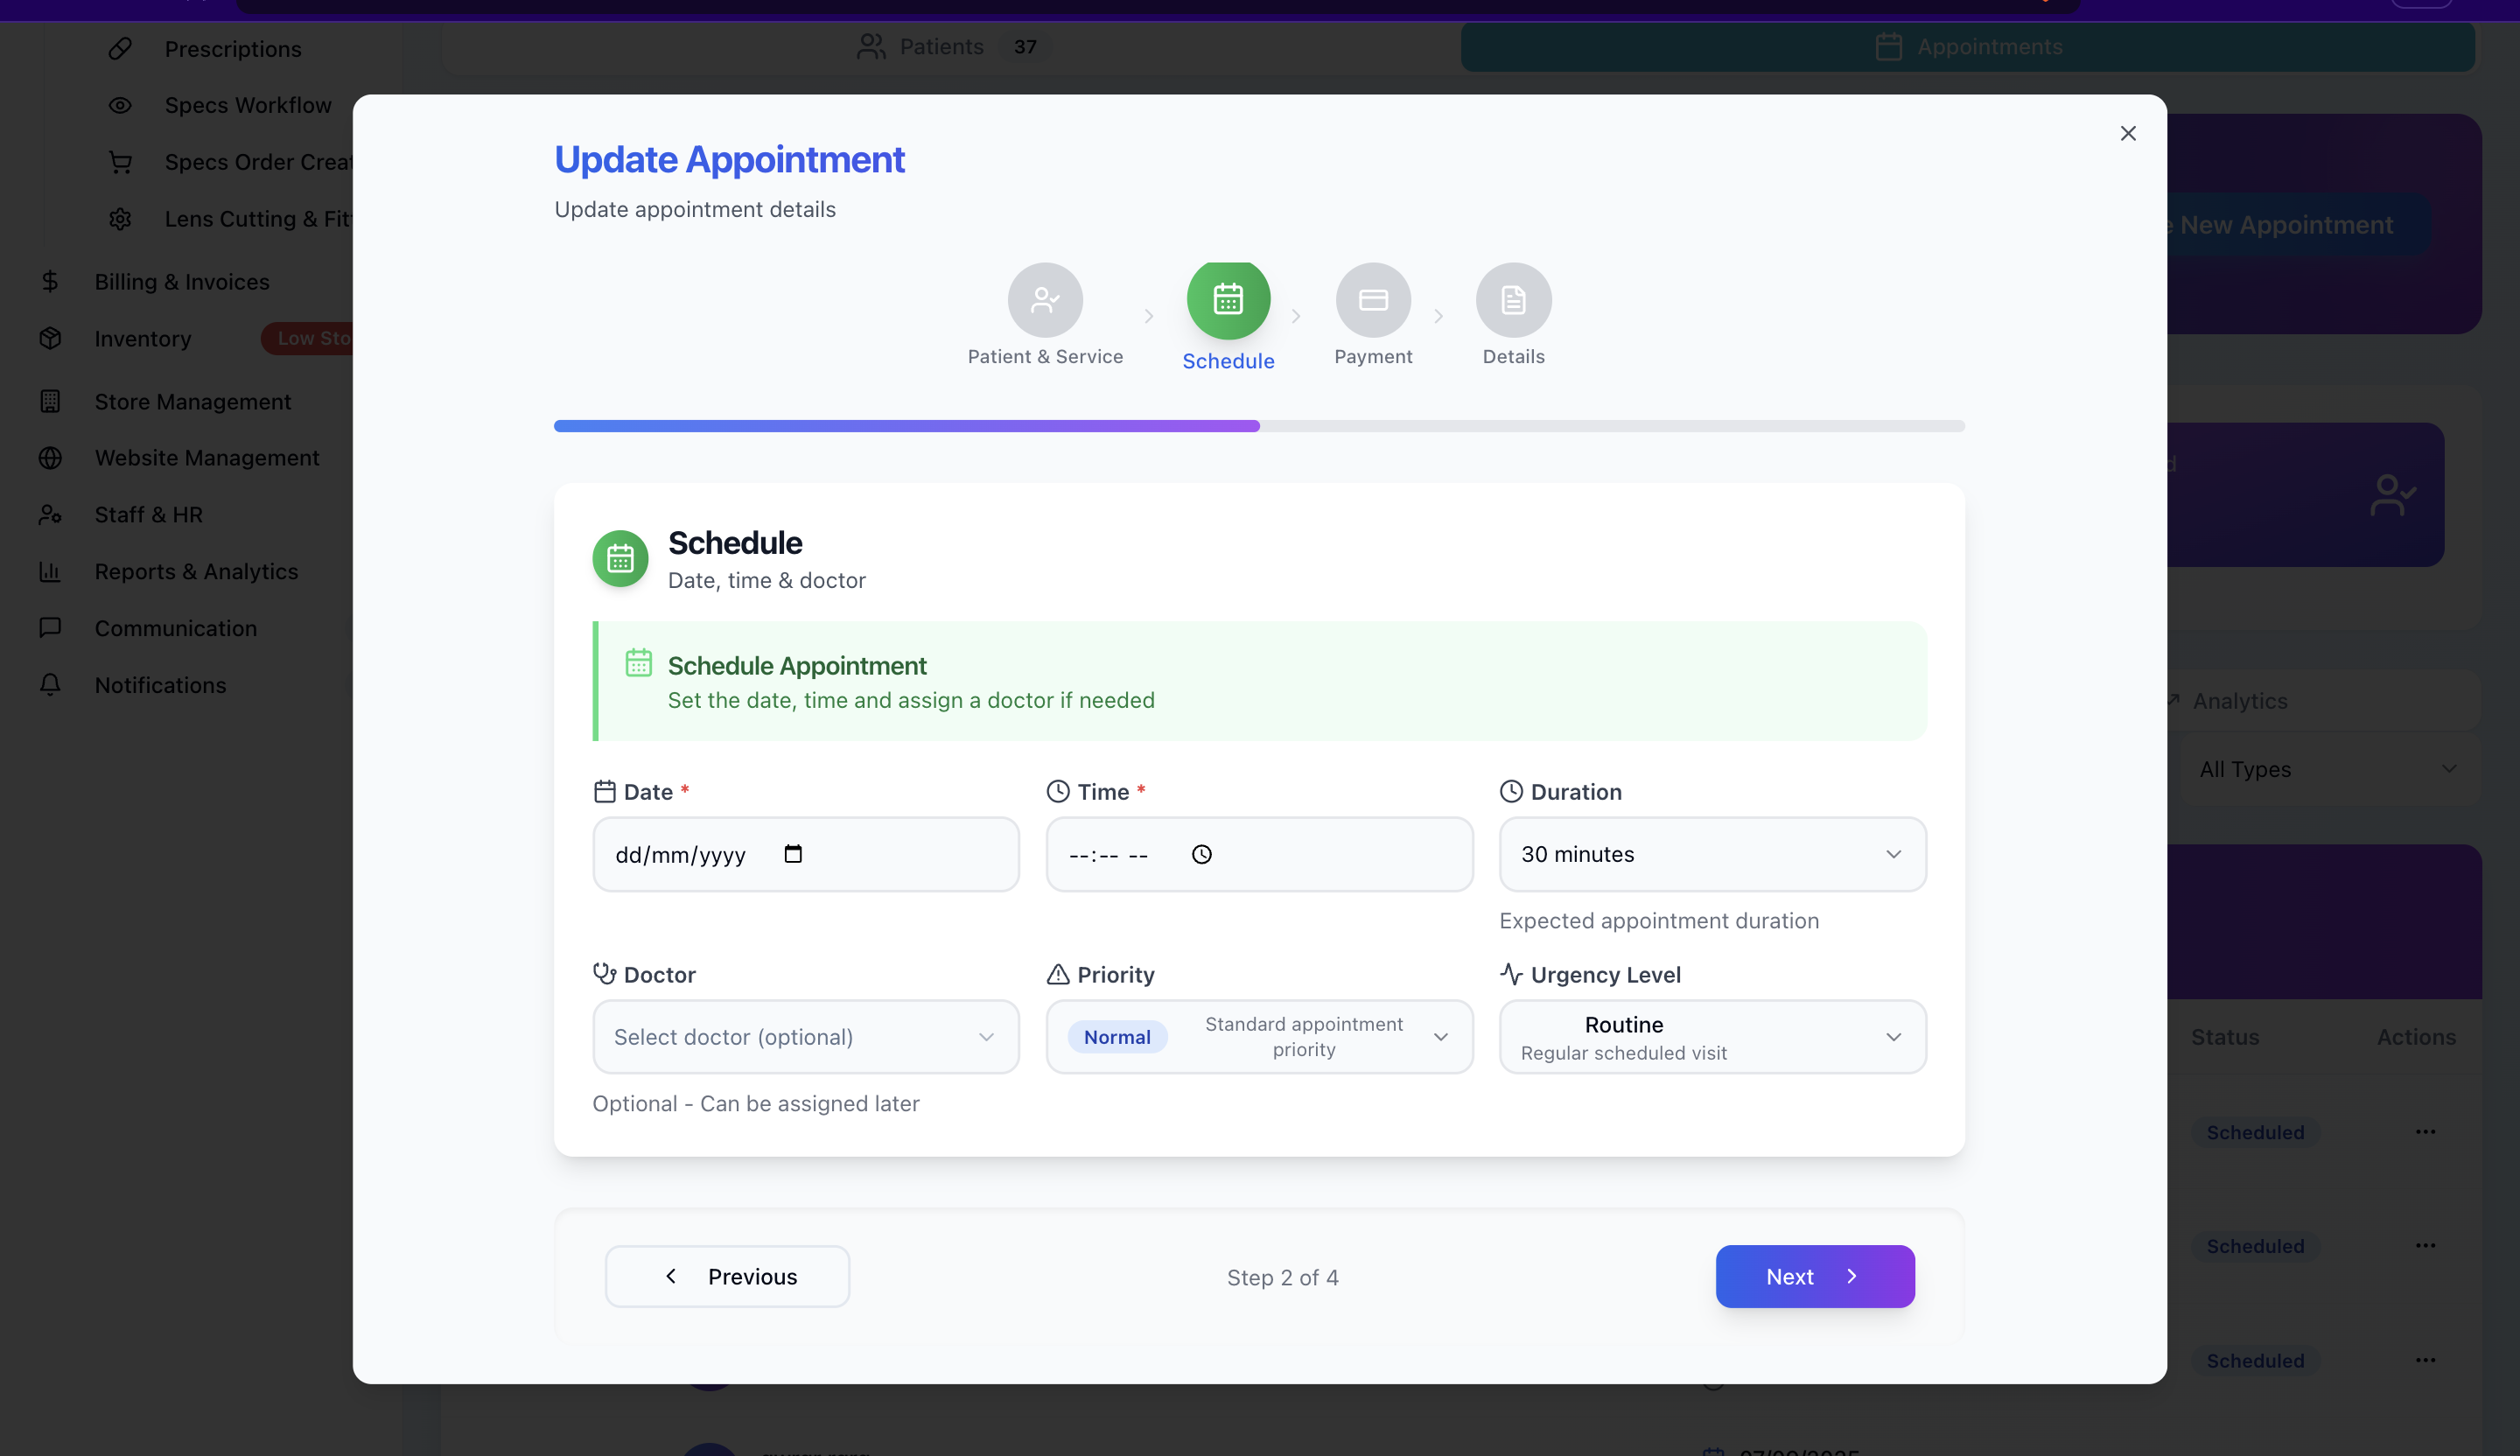 Prescriptions
Specs Workflow
Specs Order Creat
Lens Cutting & Fit
Billing & Invoices
Inventory
Low Sto
Store Management
Website Management
Staff & HR
Reports & Analytics
Communication
Notifications
Patients 37
Appointments
e New Appointment
Update Appointment
Update appointment details
Patient & Service
Schedule
Payment
Details
Schedule
Date, time & doctor
Schedule Appointment
Set the date, time and assign a doctor if needed
Date *
Time *
Duration
dd/mm/yyyy
--:-- --
30 minutes
Expected appointment duration
Doctor
Priority
Urgency Level
Select doctor (optional)
Normal
Standard appointment
priority
Routine
Regular scheduled visit
Optional - Can be assigned later
Previous
Step 2 of 4
Next
d
Analytics
All Types
Status
Actions
Scheduled
Scheduled
Scheduled